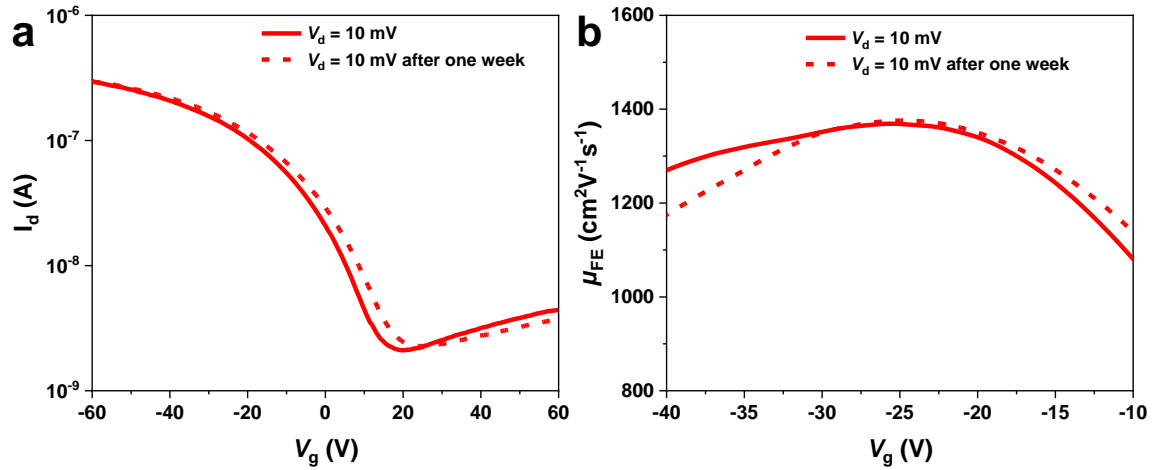 a
V_d = 10 mV
V_d = 10 mV after one week
I_d (A)
10⁻⁶
10⁻⁷
10⁻⁸
10⁻⁹
-60 -40 -20 0 20 40 60
V_g (V)
b
V_d = 10 mV
V_d = 10 mV after one week
μ_FE (cm²V⁻¹s⁻¹)
1600
1400
1200
1000
800
-40 -35 -30 -25 -20 -15 -10
V_g (V)